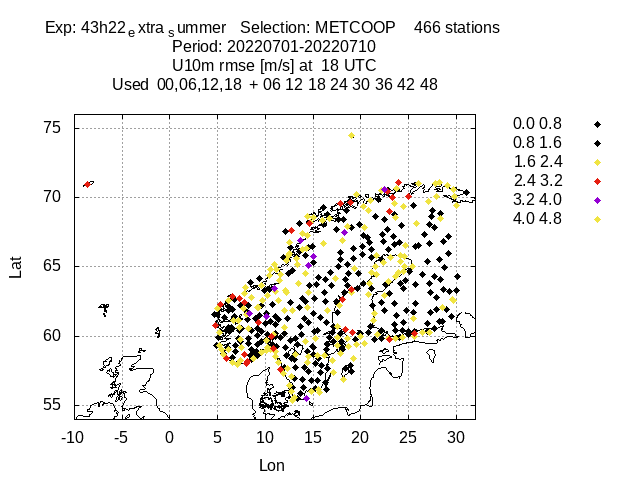 Exp: 43h22extra summer   Selection: METCOOP    466 stations
Period: 20220701-20220710
U10m rmse [m/s] at  18 UTC
Used  00,06,12,18  + 06 12 18 24 30 36 42 48
75
70
65
60
55
Lat
-10 -5 0 5 10 15 20 25 30
Lon
0.0 0.8
0.8 1.6
1.6 2.4
2.4 3.2
3.2 4.0
4.0 4.8